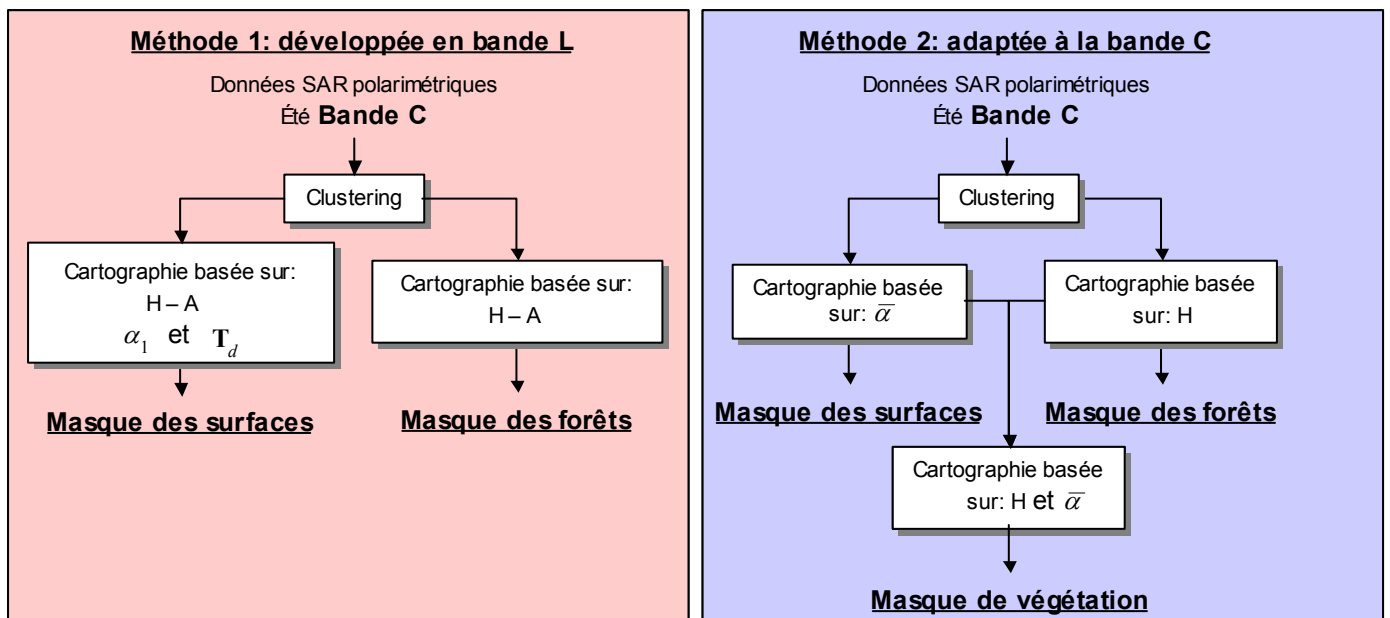 Méthode 1: développée en bande L
Données SAR polarimétriques
Été Bande C
Clustering
Cartographie basée sur:
H – A
α₁ et T_d
Cartographie basée sur:
H – A
Masque des surfaces
Masque des forêts
Méthode 2: adaptée à la bande C
Données SAR polarimétriques
Été Bande C
Clustering
Cartographie basée
sur: ᾱ
Cartographie basée
sur: H
Masque des surfaces
Masque des forêts
Cartographie basée
sur: H et ᾱ
Masque de végétation